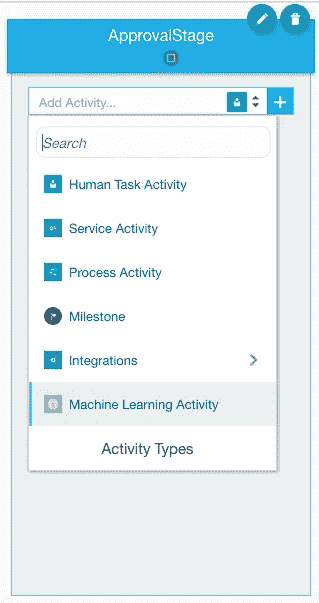 ApprovalStage
Add Activity...
Search
Human Task Activity
Service Activity
Process Activity
Milestone
Integrations
Machine Learning Activity
Activity Types